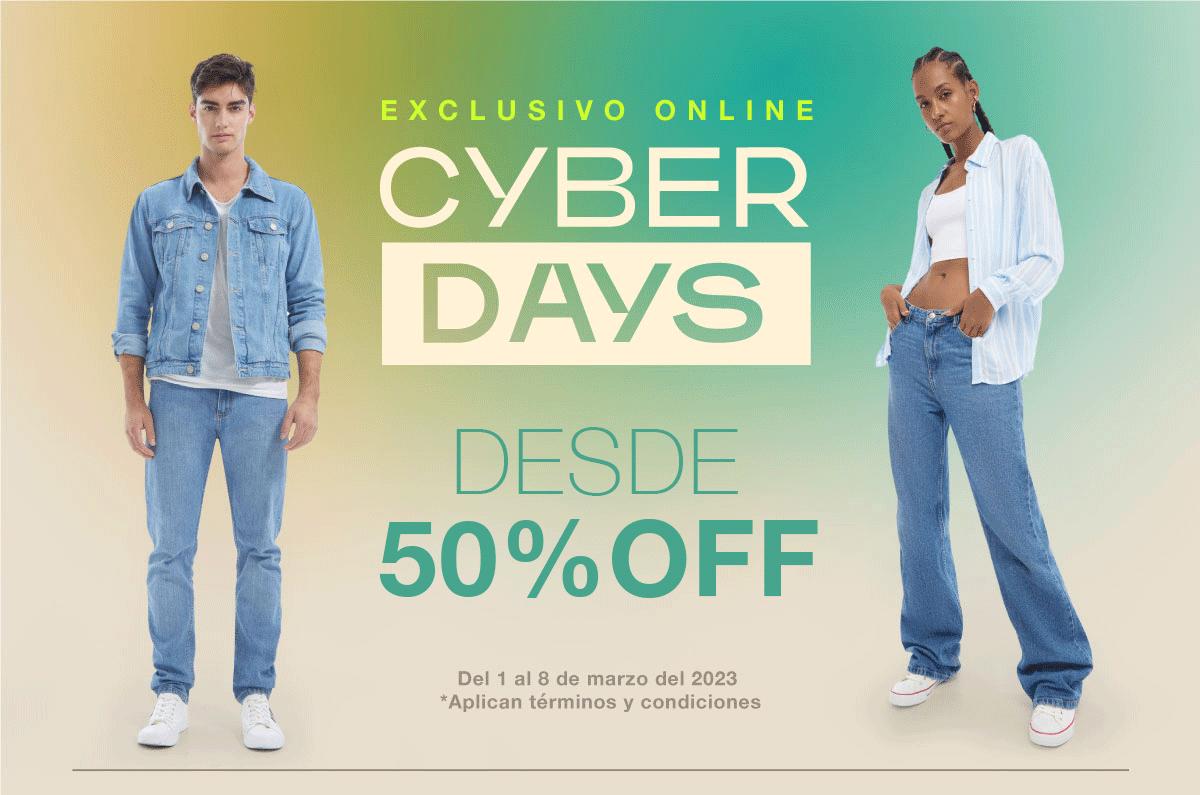 EXCLUSIVO ONLINE
CYBER
DAYS
DESDE
50%OFF
Del 1 al 8 de marzo del 2023
*Aplican términos y condiciones